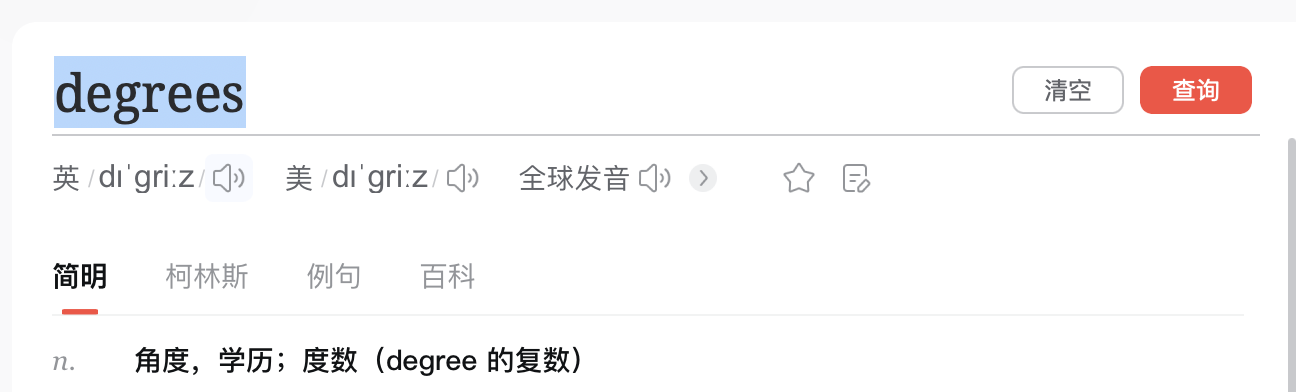 degrees 清空 查询
英 /dɪˈɡriːz/ 美 /dɪˈɡriːz/ 全球发音
简明 柯林斯 例句 百科
n. 角度，学历；度数（degree 的复数）